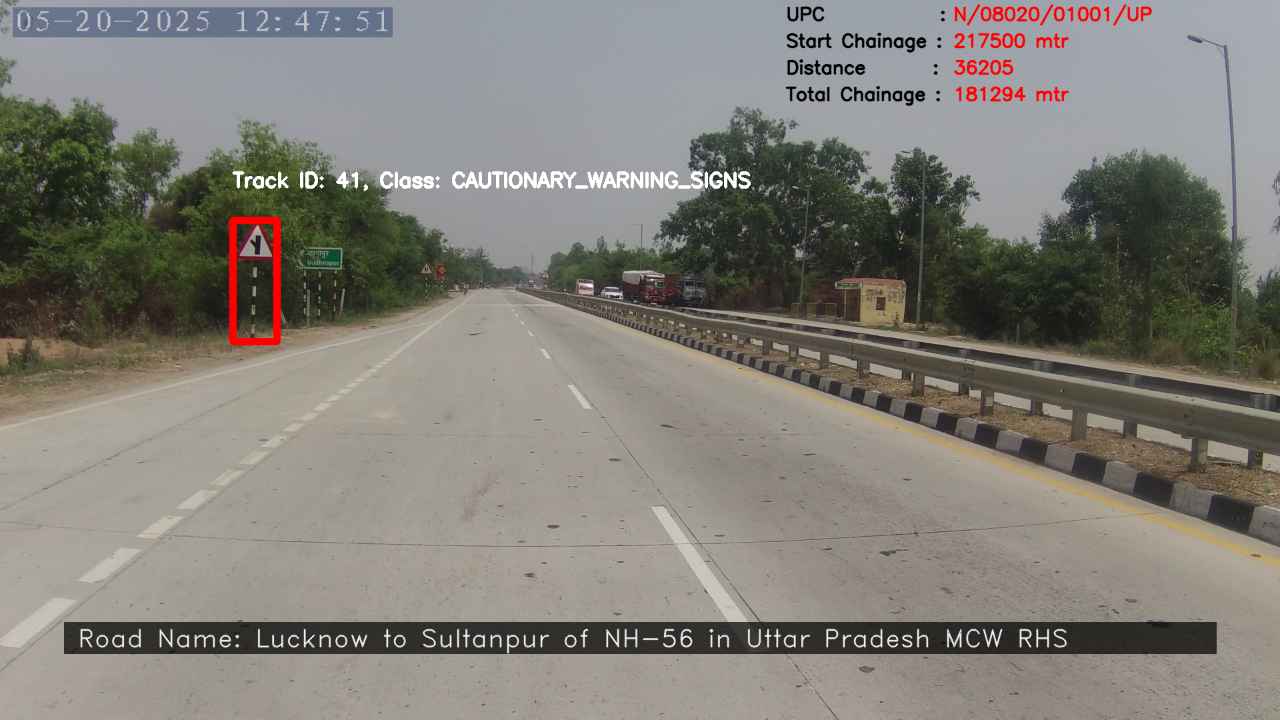 05-20-2025 12:47:51
UPC : N/08020/01001/UP
Start Chainage : 217500 mtr
Distance : 36205
Total Chainage : 181294 mtr
Track ID: 41, Class: CAUTIONARY_WARNING_SIGNS
Road Name: Lucknow to Sultanpur of NH-56 in Uttar Pradesh MCW RHS